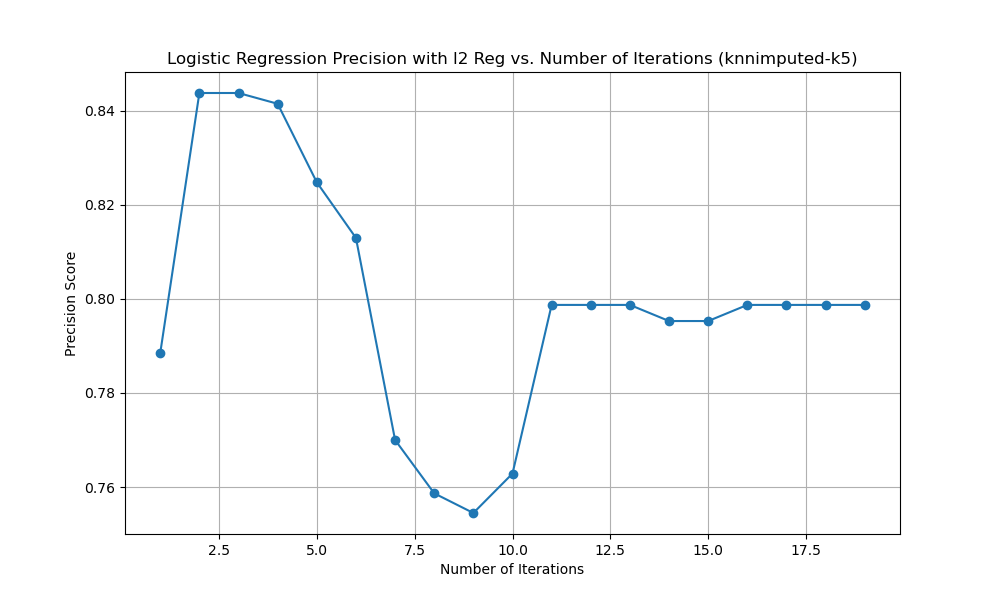 Logistic Regression Precision with l2 Reg vs. Number of Iterations (knnimputed-k5)
Precision Score
0.84
0.82
0.80
0.78
0.76
2.5 5.0 7.5 10.0 12.5 15.0 17.5
Number of Iterations